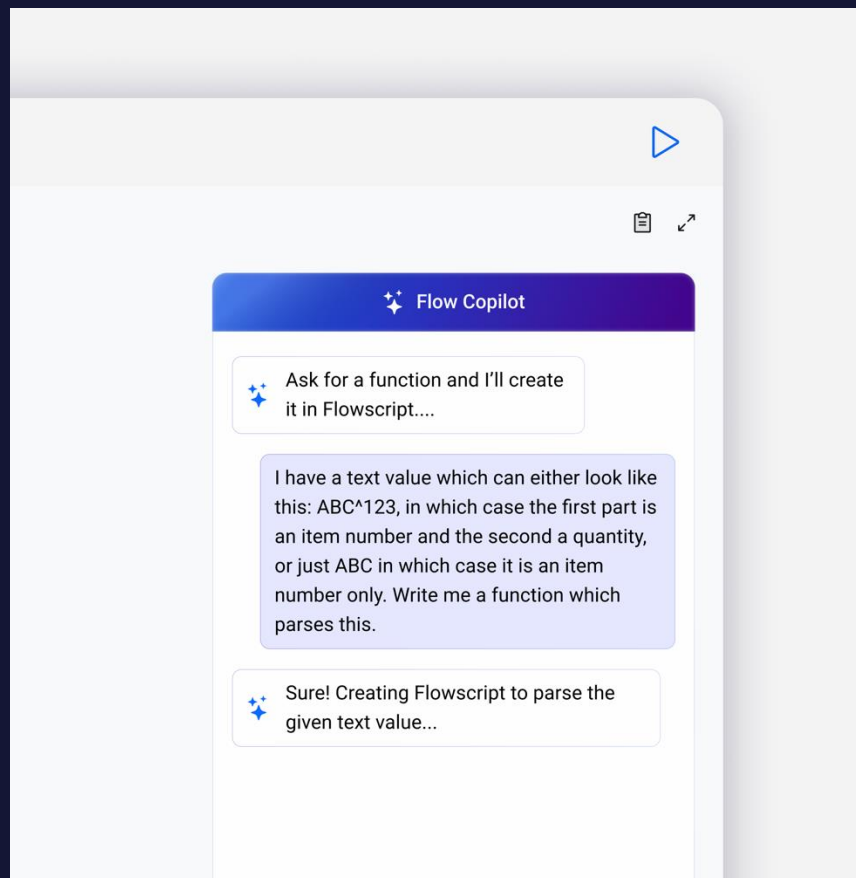 Flow Copilot
Ask for a function and I’ll create
it in Flowscript....
I have a text value which can either look like
this: ABC^123, in which case the first part is
an item number and the second a quantity,
or just ABC in which case it is an item
number only. Write me a function which
parses this.
Sure! Creating Flowscript to parse the
given text value...